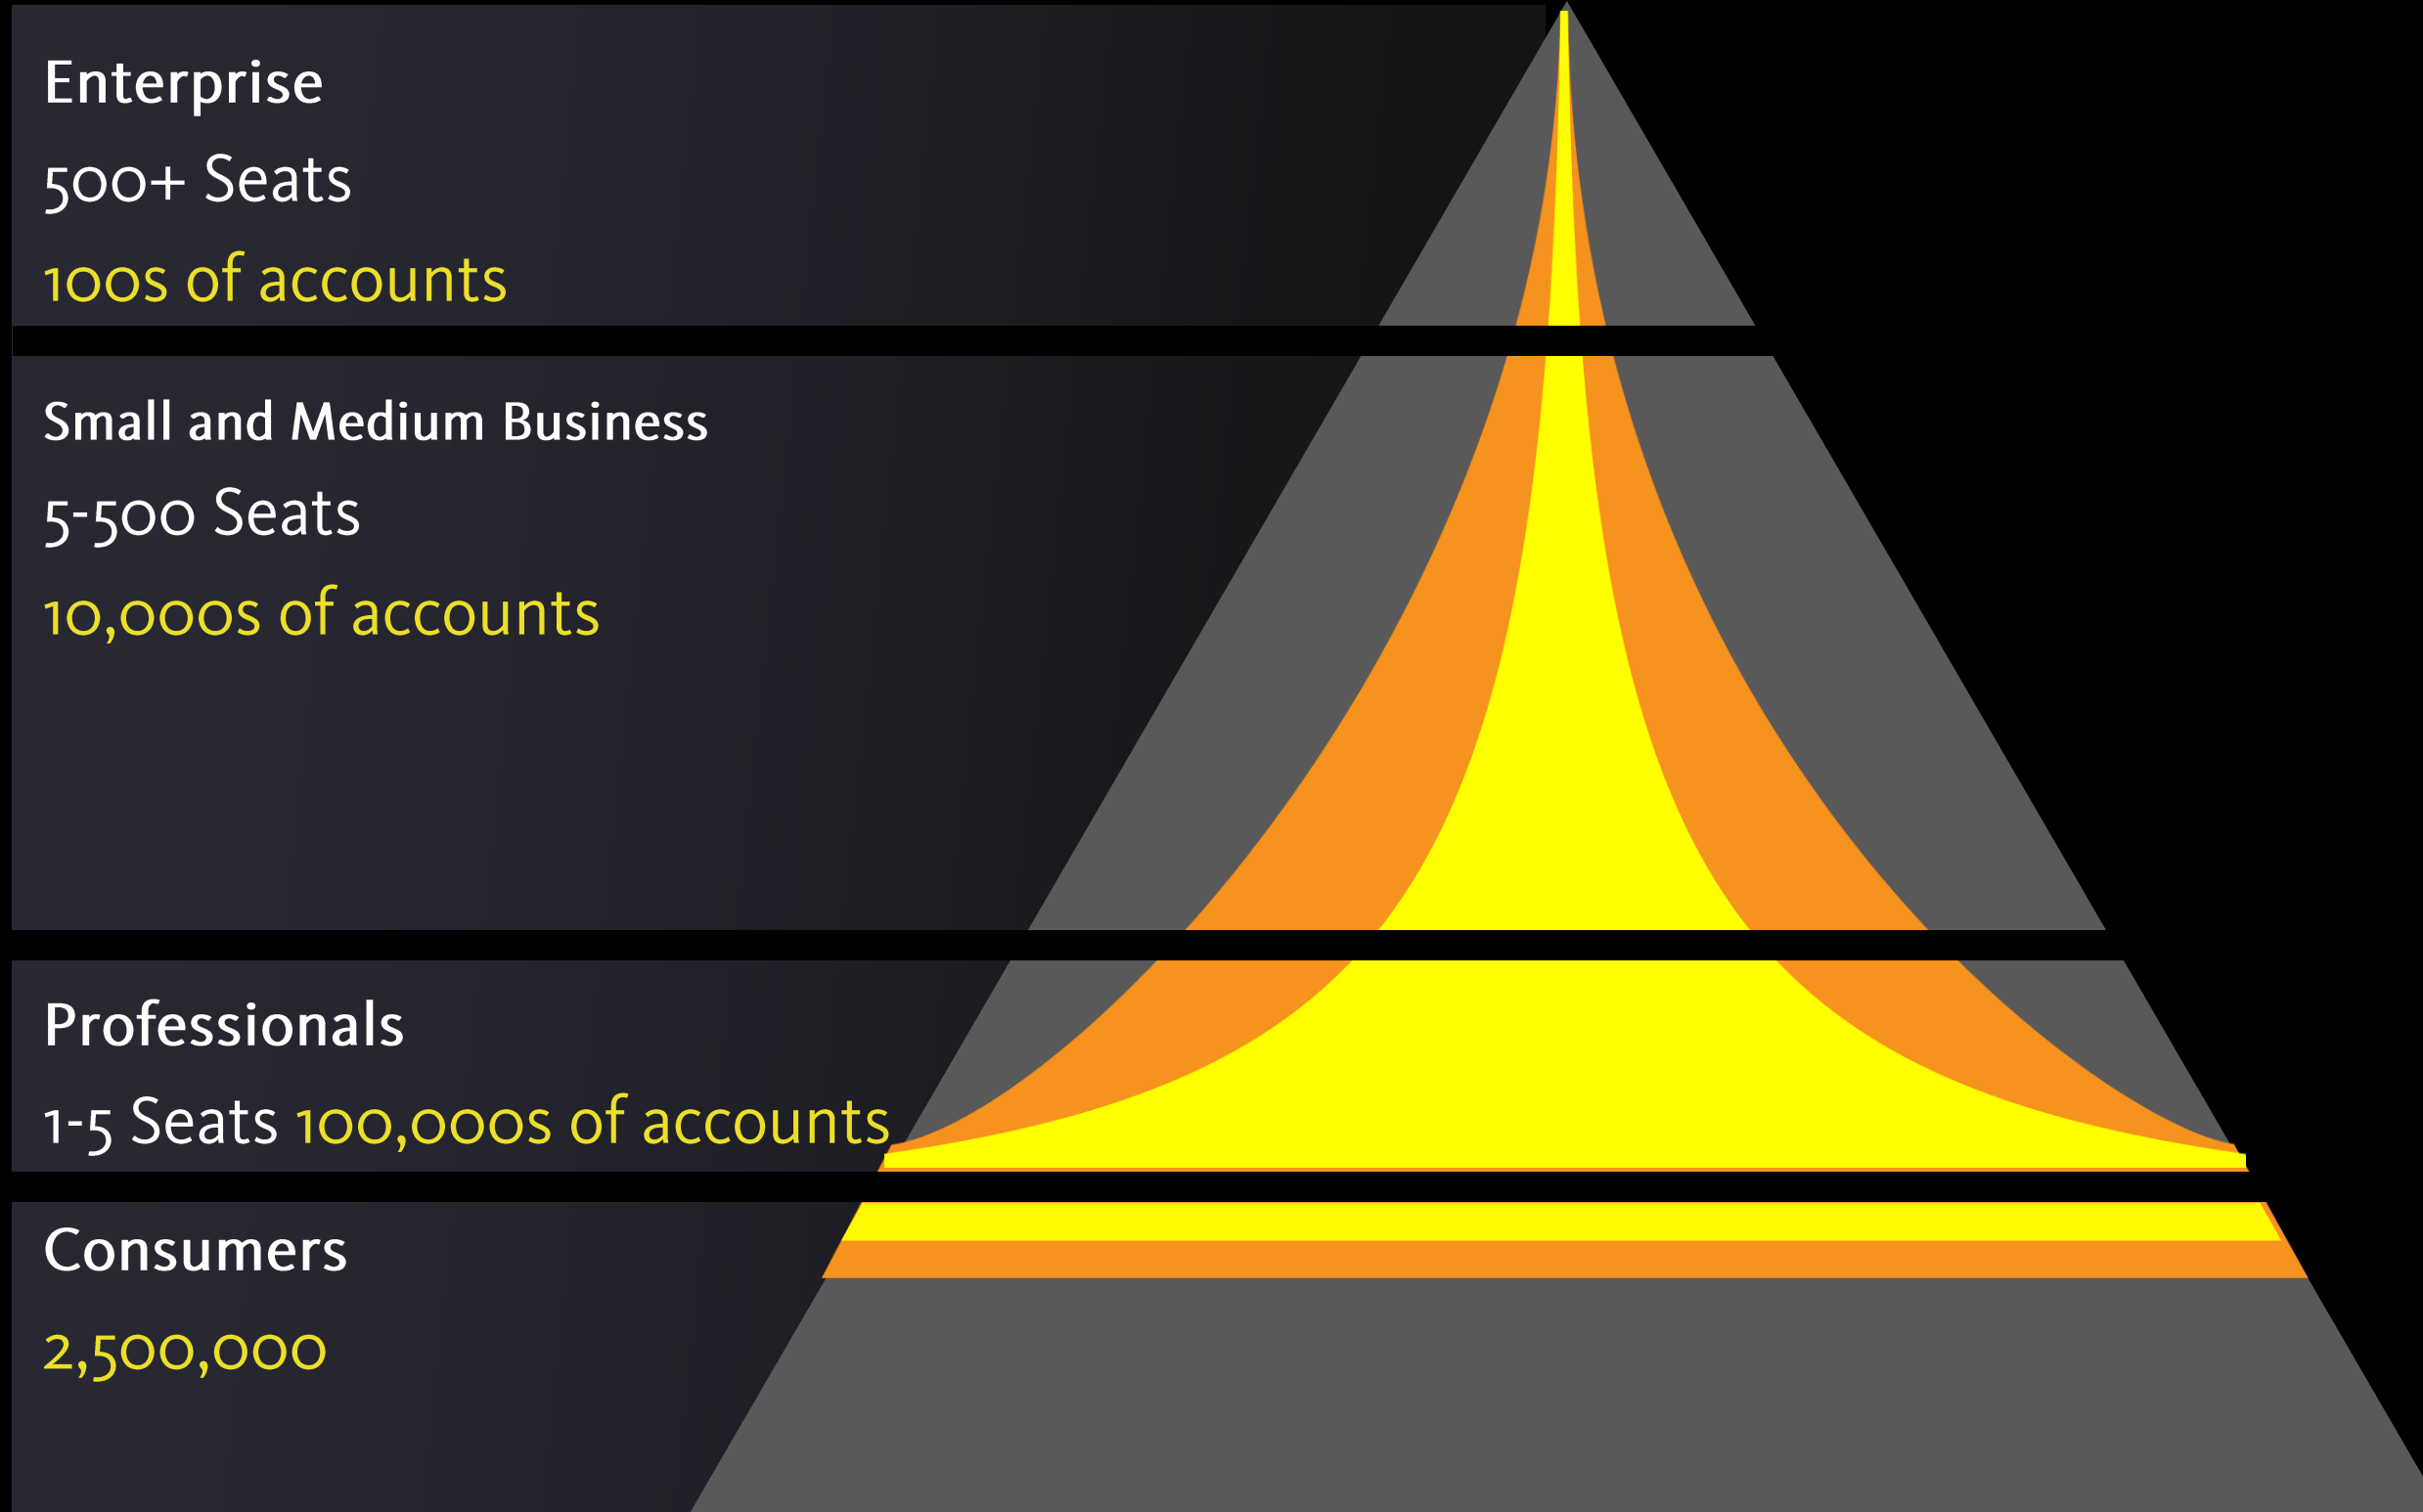 Enterprise
500+ Seats
100s of accounts
Small and Medium Business
5-500 Seats
10,000s of accounts
Professionals
1-5 Seats 100,000s of accounts
Consumers
2,500,000